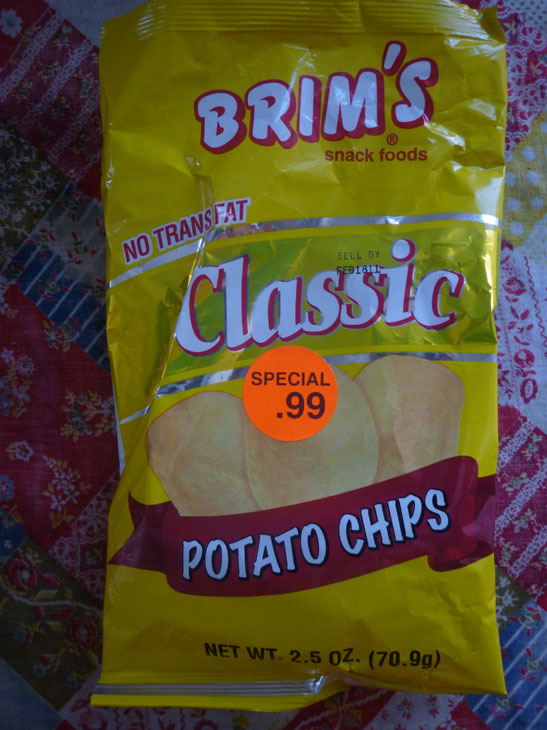 BRIM'S
®
snack foods
NO TRANS FAT
SELL BY
FEB1811
Classic
SPECIAL
.99
POTATO CHIPS
NET WT. 2.5 OZ. (70.9g)